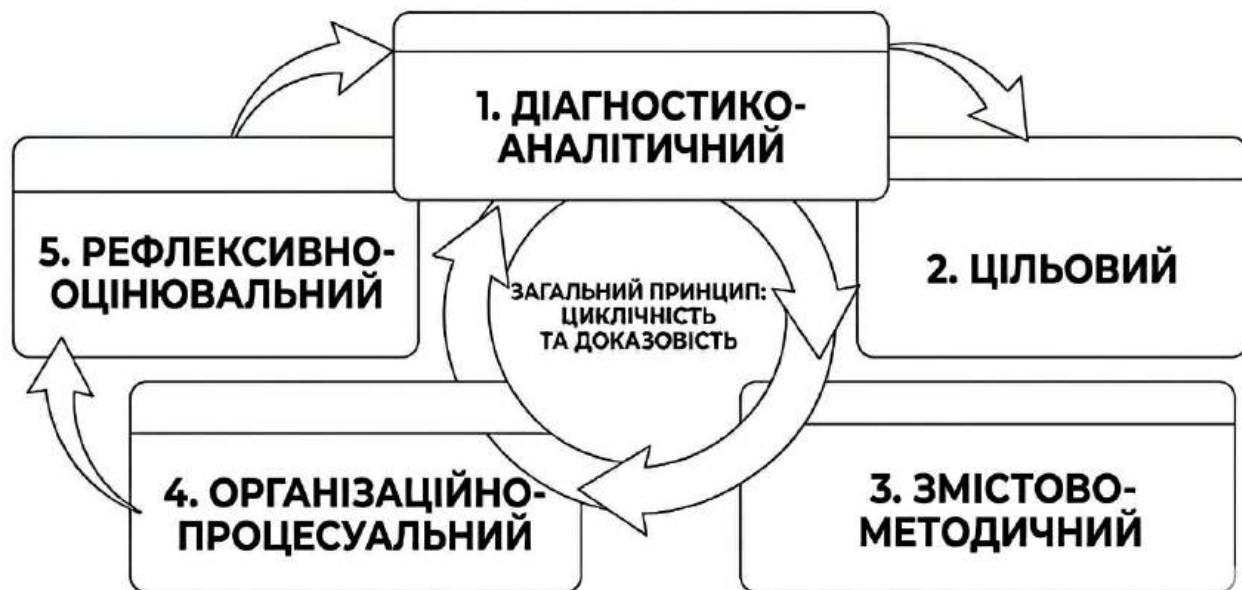 1. ДІАГНОСТИКО-
АНАЛІТИЧНИЙ
2. ЦІЛЬОВИЙ
3. ЗМІСТОВО-
МЕТОДИЧНИЙ
4. ОРГАНІЗАЦІЙНО-
ПРОЦЕСУАЛЬНИЙ
5. РЕФЛЕКСИВНО-
ОЦІНЮВАЛЬНИЙ
ЗАГАЛЬНИЙ ПРИНЦИП:
ЦИКЛІЧНІСТЬ
ТА ДОКАЗОВІСТЬ